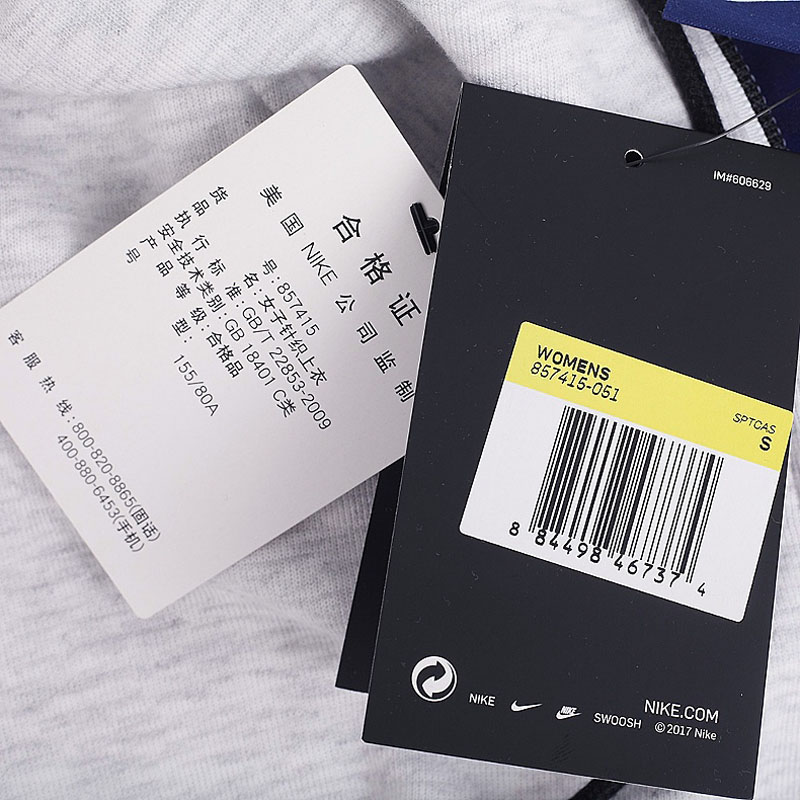 合格证
美国NIKE公司监制
货号:857415
品名:女子针织上衣
执行标准:GB/T 22853-2009
安全技术类别:GB 18401 C类
产品等级:合格品
号型:155/80A
客服热线:800-820-8865(固话)
400-880-6453(手机)
IM#606629
WOMENS
857415-051
SPTCAS
S
8 84498 46737 4
NIKE
NIKE
SWOOSH
NIKE.COM
©2017 Nike